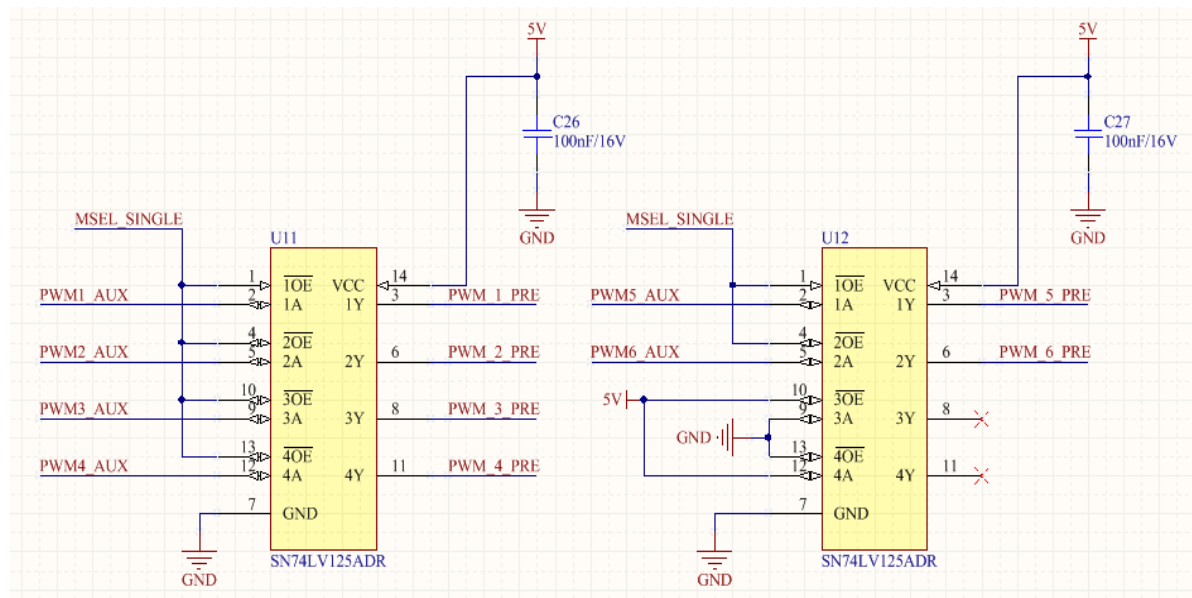 5V
C26
100nF/16V
GND
MSEL_SINGLE
U11
1 1OE VCC 14
PWM1_AUX 2 1A 1Y 3 PWM_1_PRE
4 2OE
PWM2_AUX 5 2A 2Y 6 PWM_2_PRE
10 3OE
PWM3_AUX 9 3A 3Y 8 PWM_3_PRE
13 4OE
PWM4_AUX 12 4A 4Y 11 PWM_4_PRE
7 GND
SN74LV125ADR
GND
5V
C27
100nF/16V
GND
MSEL_SINGLE
U12
1 1OE VCC 14
PWM5_AUX 2 1A 1Y 3 PWM_5_PRE
4 2OE
PWM6_AUX 5 2A 2Y 6 PWM_6_PRE
5V 10 3OE
9 3A 3Y 8
GND
13 4OE
12 4A 4Y 11
7 GND
SN74LV125ADR
GND